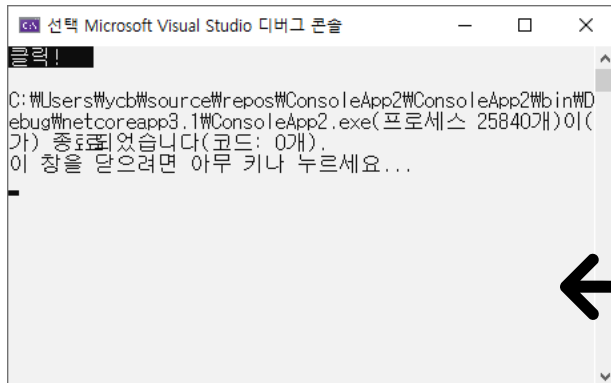 선택 Microsoft Visual Studio 디버그 콘솔
클릭!
C:₩Users₩ycb₩source₩repos₩ConsoleApp2₩ConsoleApp2₩bin₩D
ebug₩netcoreapp3.1₩ConsoleApp2.exe(프로세스 25840개)이(
가) 종료되었습니다(코드: 0개).
이 창을 닫으려면 아무 키나 누르세요...